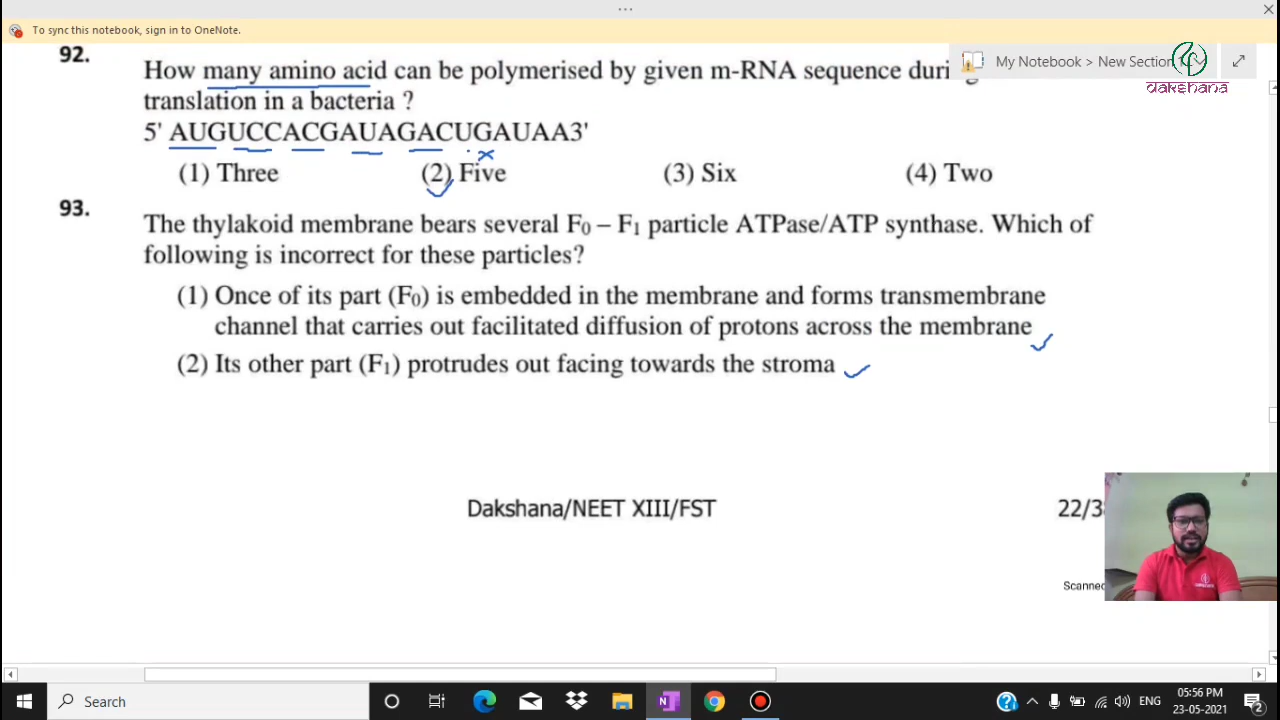 ...
To sync this notebook, sign in to OneNote.
My Notebook > New Section
dakshana
92.
How many amino acid can be polymerised by given m-RNA sequence during
translation in a bacteria ?
5' AUGUCCACGAUAGACUGAUAA3'
(1) Three (2) Five (3) Six (4) Two
93.
The thylakoid membrane bears several F₀ – F₁ particle ATPase/ATP synthase. Which of
following is incorrect for these particles?
(1) Once of its part (F₀) is embedded in the membrane and forms transmembrane
channel that carries out facilitated diffusion of protons across the membrane
(2) Its other part (F₁) protrudes out facing towards the stroma
Dakshana/NEET XIII/FST
22/3
Scanned
Search
ENG
05:56 PM
23-05-2021
2